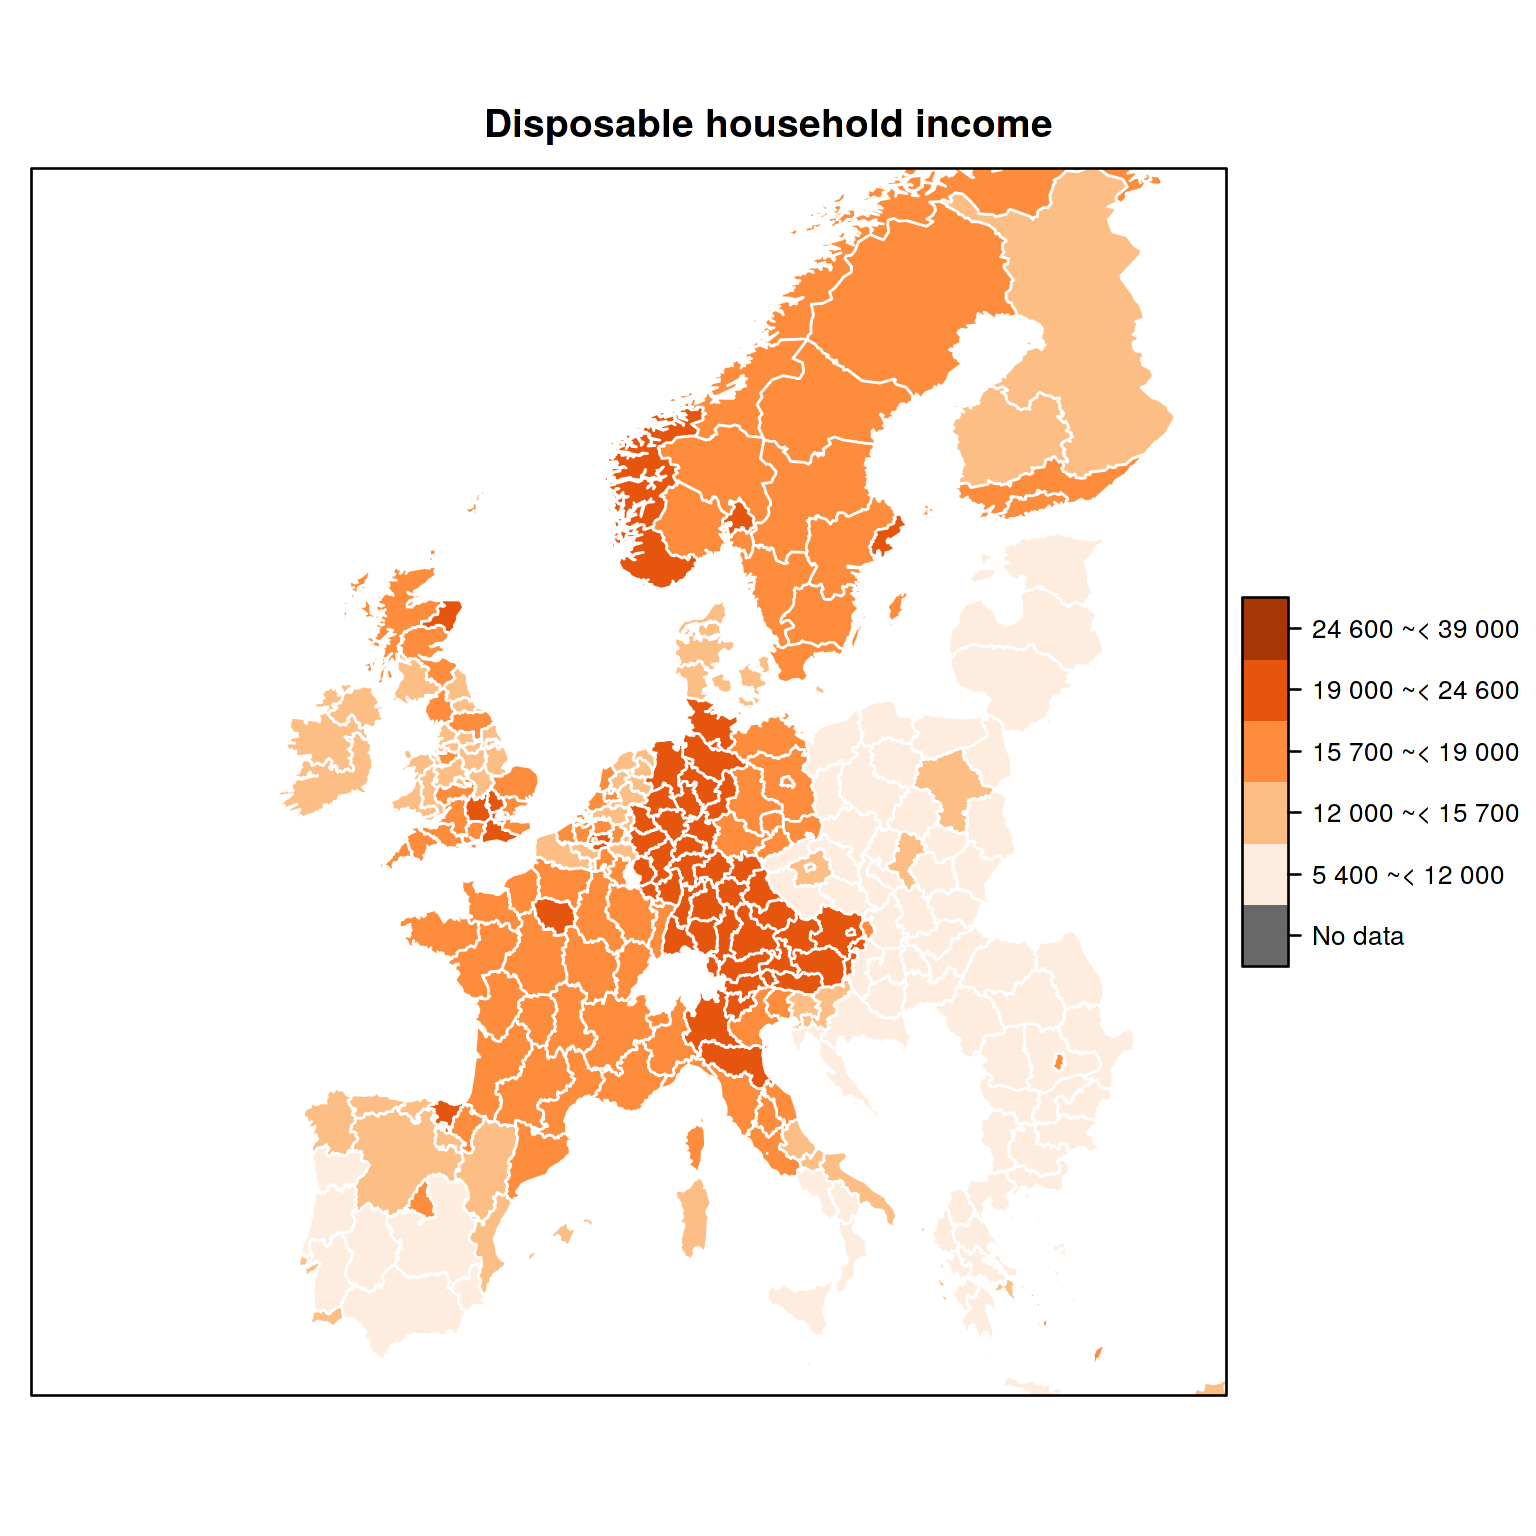 Disposable household income
24 600 ~< 39 000
19 000 ~< 24 600
15 700 ~< 19 000
12 000 ~< 15 700
5 400 ~< 12 000
No data